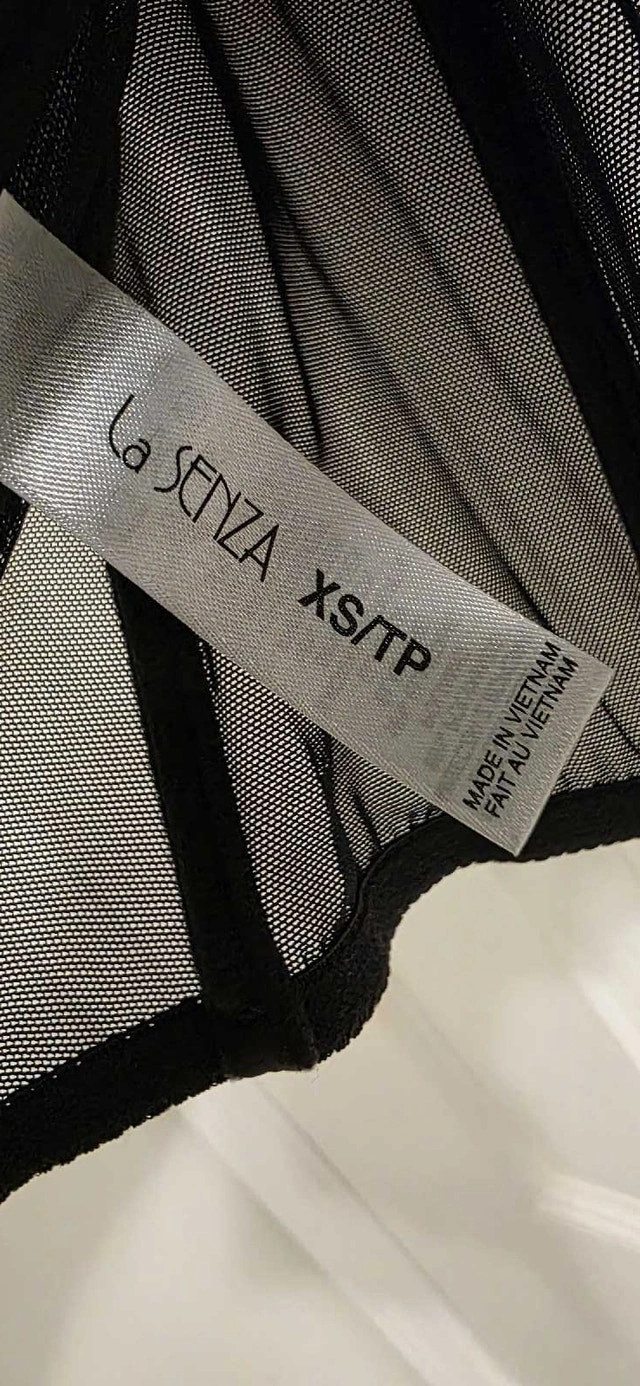 La SENZA XS/TP
MADE IN VIETNAM
FAIT AU VIETNAM